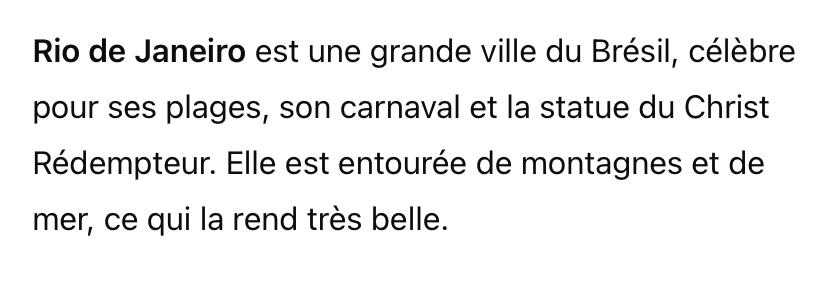 Rio de Janeiro est une grande ville du Brésil, célèbre
pour ses plages, son carnaval et la statue du Christ
Rédempteur. Elle est entourée de montagnes et de
mer, ce qui la rend très belle.